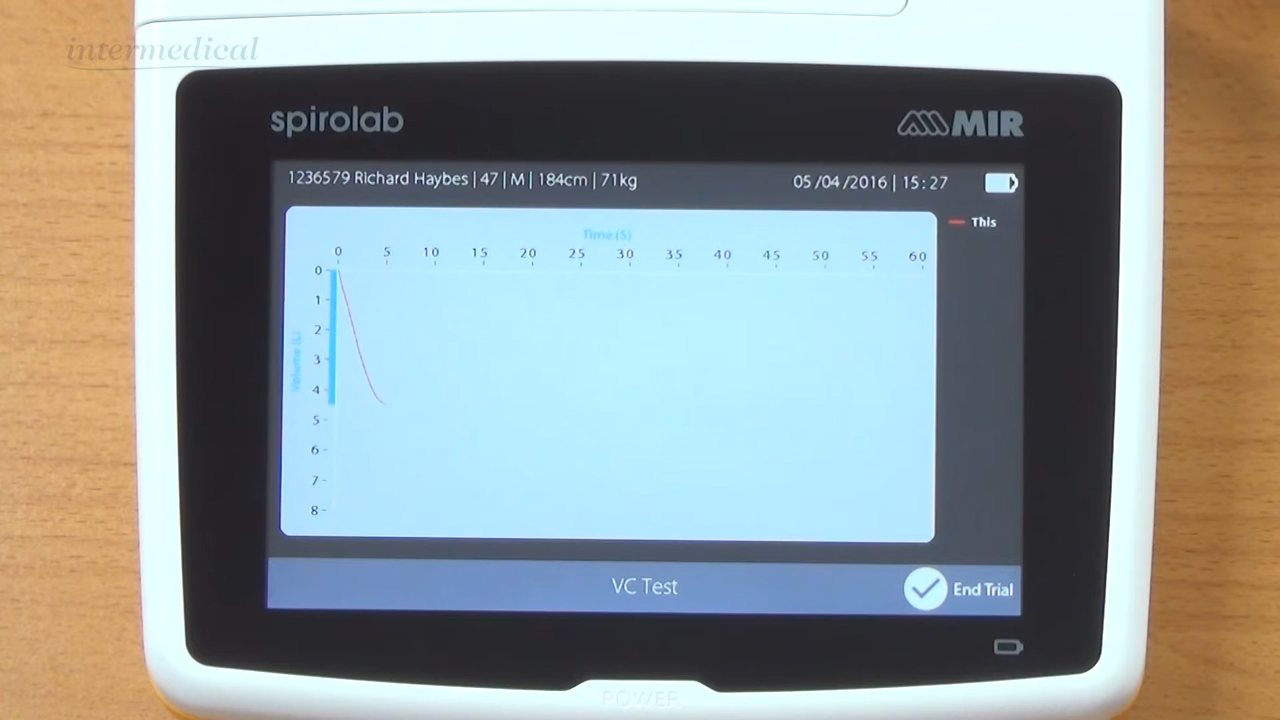 intermedical
spirolab
MIR
1236579 Richard Haybes | 47 | M | 184cm | 71kg
05/04/2016 | 15:27
This
Time (S)
0 5 10 15 20 25 30 35 40 45 50 55 60
Volume (L)
0
1
2
3
4
5
6
7
8
VC Test
End Trial
POWER